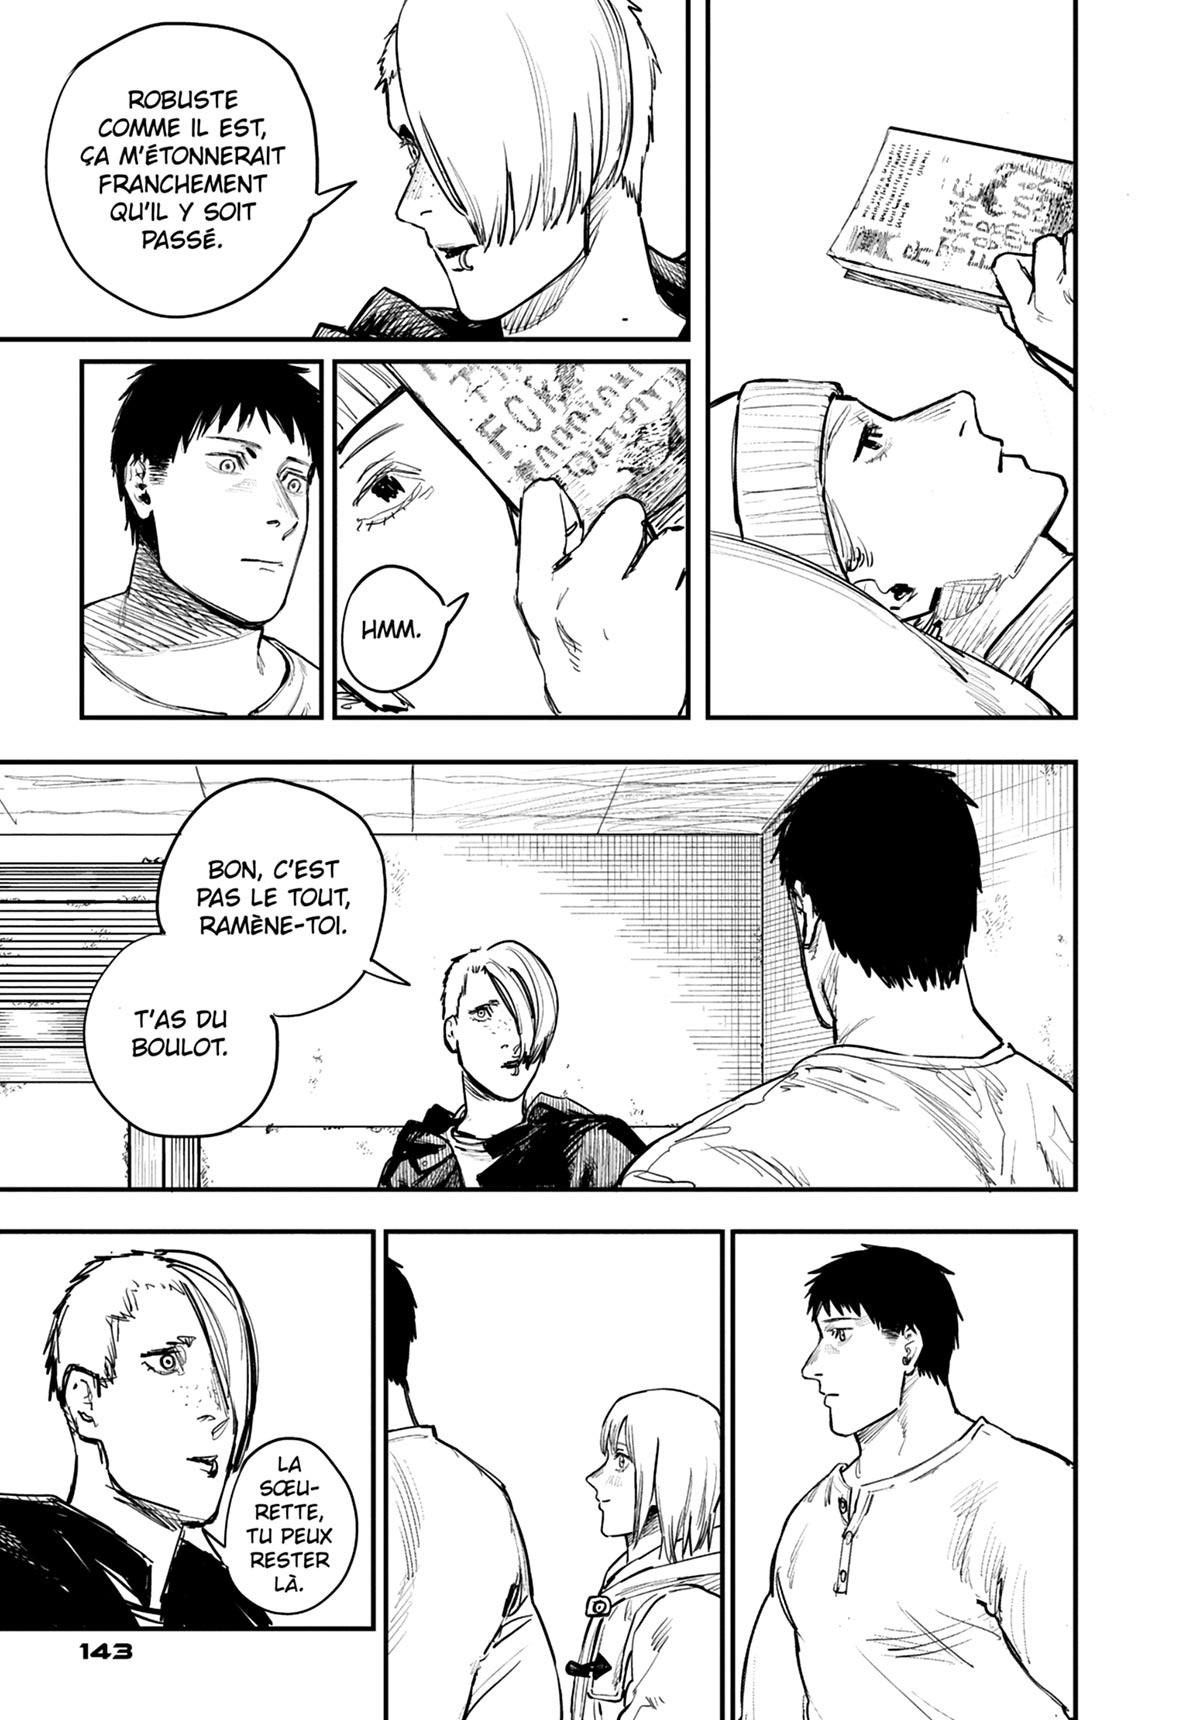 ROBUSTE
COMME IL EST,
ÇA M'ÉTONNERAIT
FRANCHEMENT
QU'IL Y SOIT
PASSÉ.
HMM.
BON, C'EST
PAS LE TOUT,
RAMÈNE-TOI.
T'AS DU
BOULOT.
LA
SŒU-
RETTE,
TU PEUX
RESTER
LÀ.
143